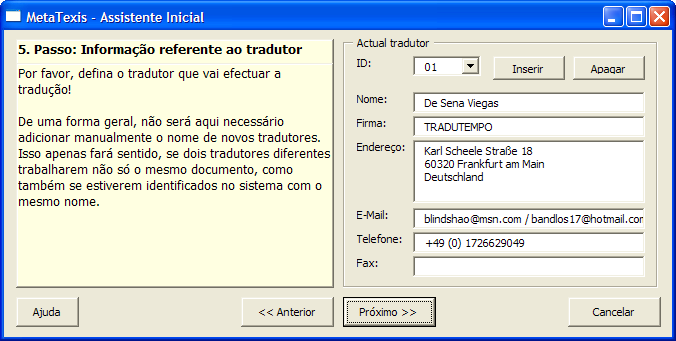 MetaTexis - Assistente Inicial
5. Passo: Informação referente ao tradutor
Por favor, defina o tradutor que vai efectuar a
tradução!
De uma forma geral, não será aqui necessário
adicionar manualmente o nome de novos tradutores.
Isso apenas fará sentido, se dois tradutores diferentes
trabalharem não só o mesmo documento, como
também se estiverem identificados no sistema com o
mesmo nome.
Actual tradutor
ID: 01 Inserir Apagar
Nome: De Sena Viegas
Firma: TRADUTEMPO
Endereço: Karl Scheele Straße 18
60320 Frankfurt am Main
Deutschland
E-Mail: blindshao@msn.com / bandlos17@hotmail.cor
Telefone: +49 (0) 1726629049
Fax:
Ajuda << Anterior Próximo >> Cancelar